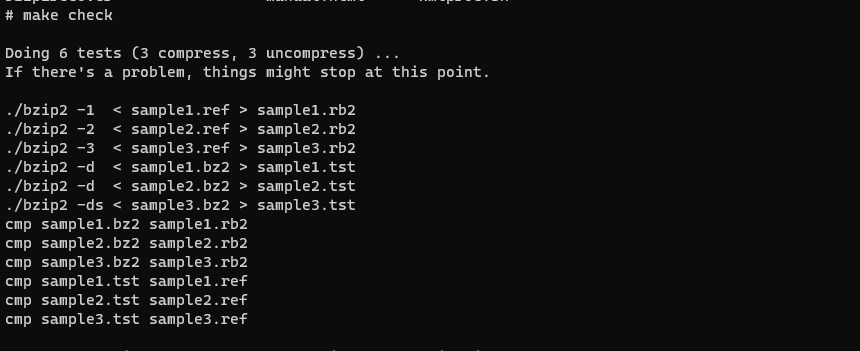 # make check
Doing 6 tests (3 compress, 3 uncompress) ...
If there's a problem, things might stop at this point.
./bzip2 -1  < sample1.ref > sample1.rb2
./bzip2 -2  < sample2.ref > sample2.rb2
./bzip2 -3  < sample3.ref > sample3.rb2
./bzip2 -d  < sample1.bz2 > sample1.tst
./bzip2 -d  < sample2.bz2 > sample2.tst
./bzip2 -ds < sample3.bz2 > sample3.tst
cmp sample1.bz2 sample1.rb2
cmp sample2.bz2 sample2.rb2
cmp sample3.bz2 sample3.rb2
cmp sample1.tst sample1.ref
cmp sample2.tst sample2.ref
cmp sample3.tst sample3.ref